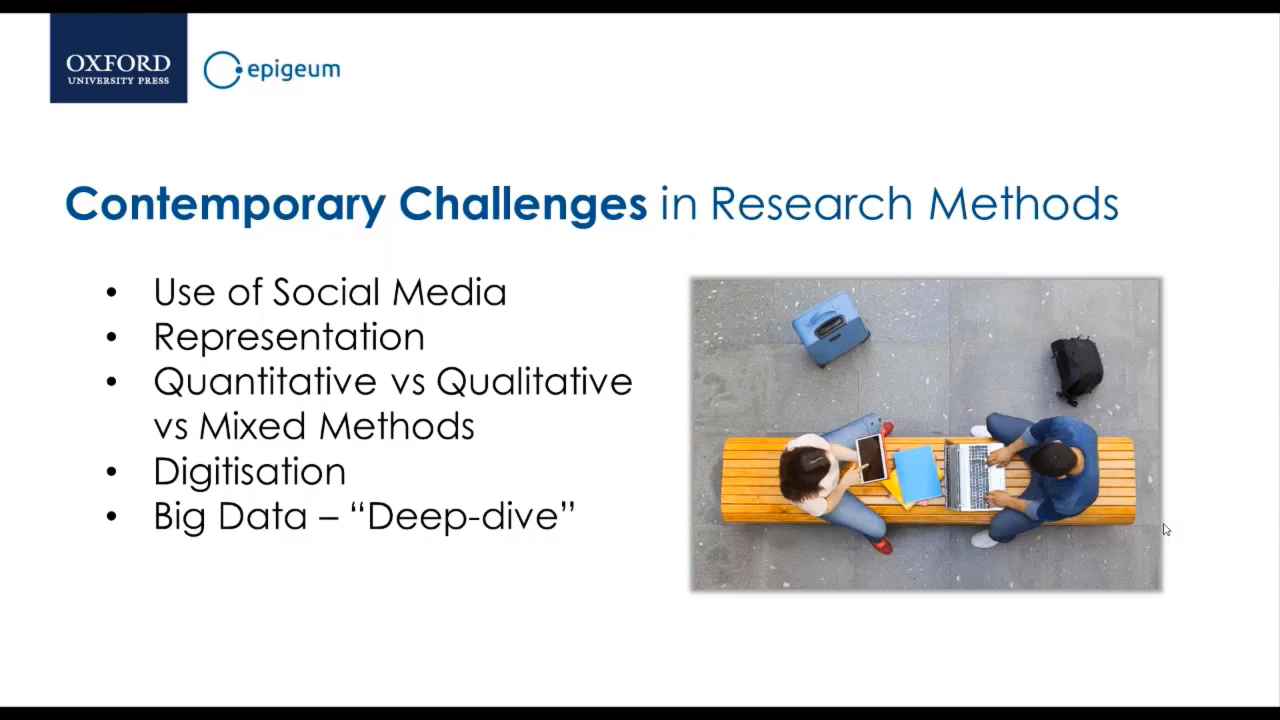 OXFORD
UNIVERSITY PRESS
epigeum
Contemporary Challenges in Research Methods
• Use of Social Media
• Representation
• Quantitative vs Qualitative
vs Mixed Methods
• Digitisation
• Big Data – “Deep-dive”